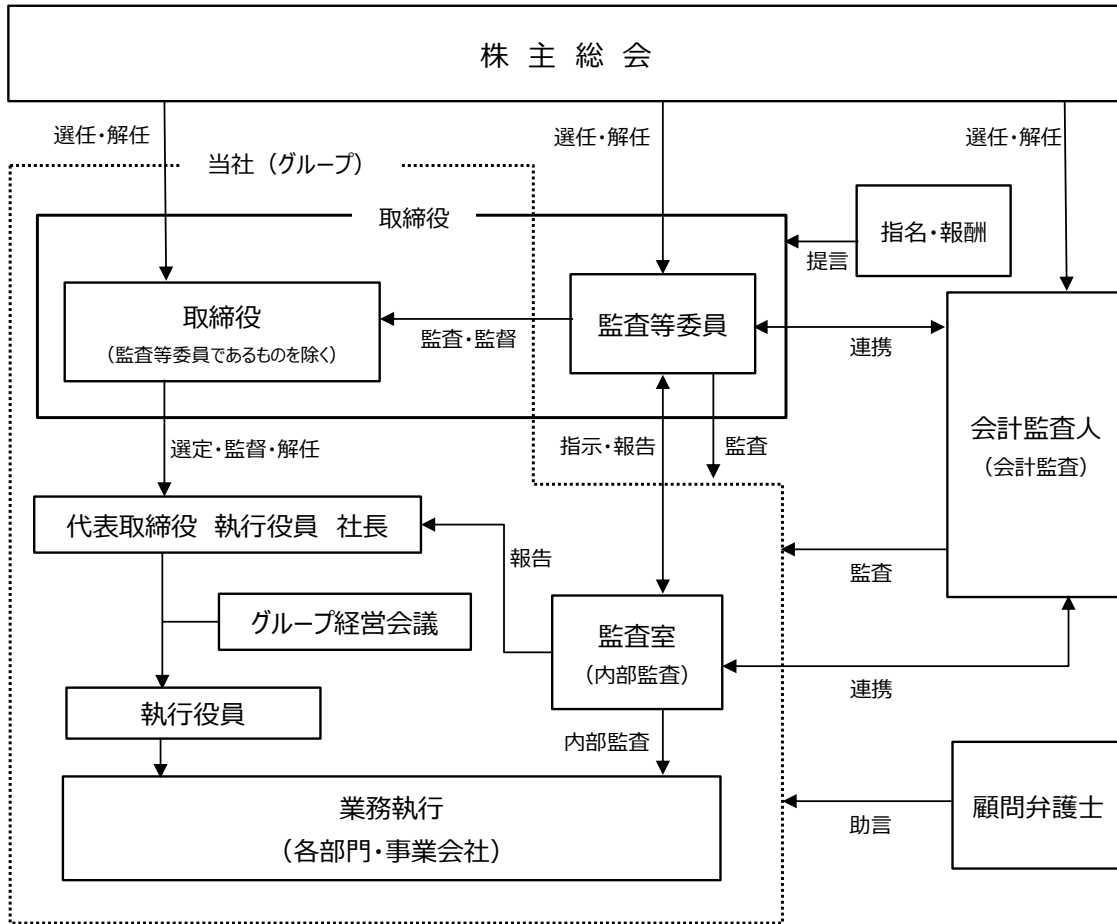 株 主 総 会
選任・解任
選任・解任
選任・解任
当社（グループ）
取締役
指名・報酬
提言
取締役
（監査等委員であるものを除く）
監査・監督
監査等委員
連携
会計監査人
（会計監査）
選定・監督・解任
指示・報告
監査
代表取締役 執行役員 社長
報告
監査
グループ経営会議
監査室
（内部監査）
連携
執行役員
内部監査
業務執行
（各部門・事業会社）
助言
顧問弁護士